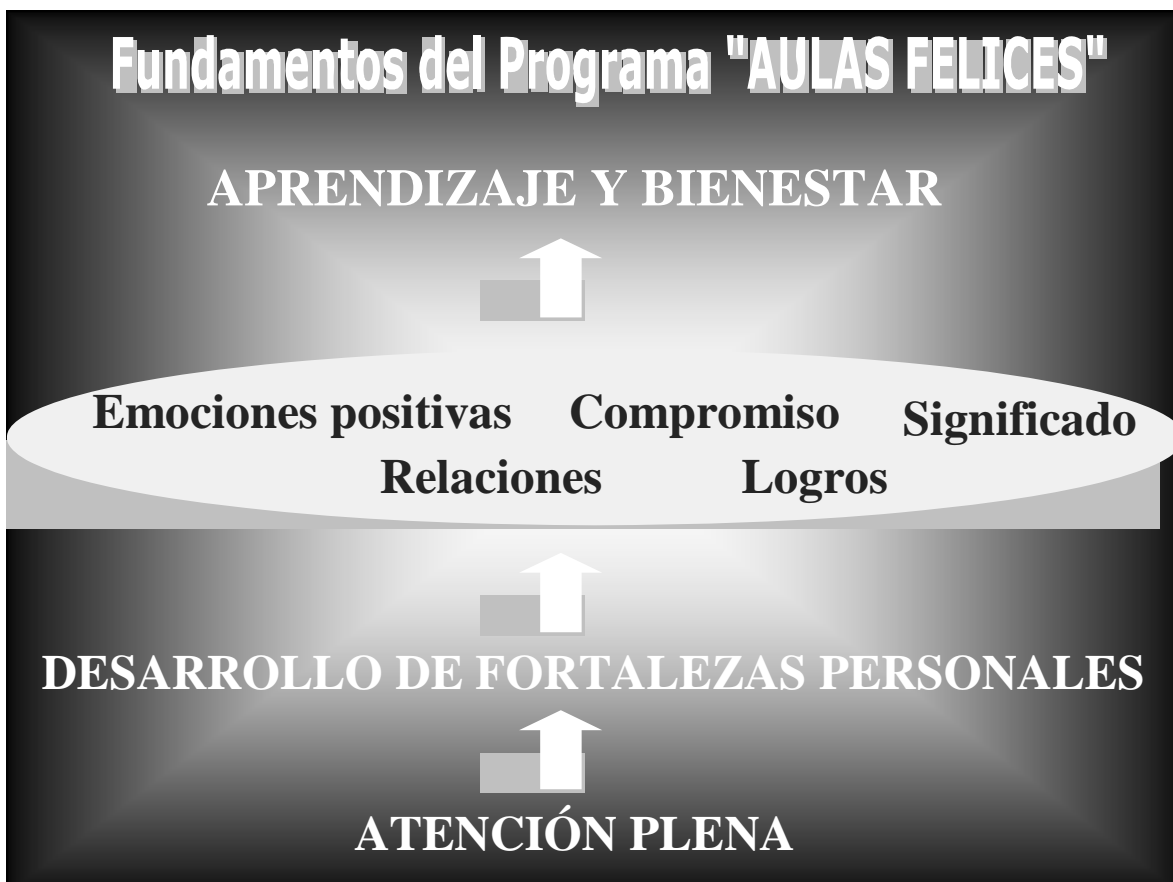 Fundamentos del Programa "AULAS FELICES"
APRENDIZAJE Y BIENESTAR
Emociones positivas Compromiso Significado
Relaciones Logros
DESARROLLO DE FORTALEZAS PERSONALES
ATENCIÓN PLENA